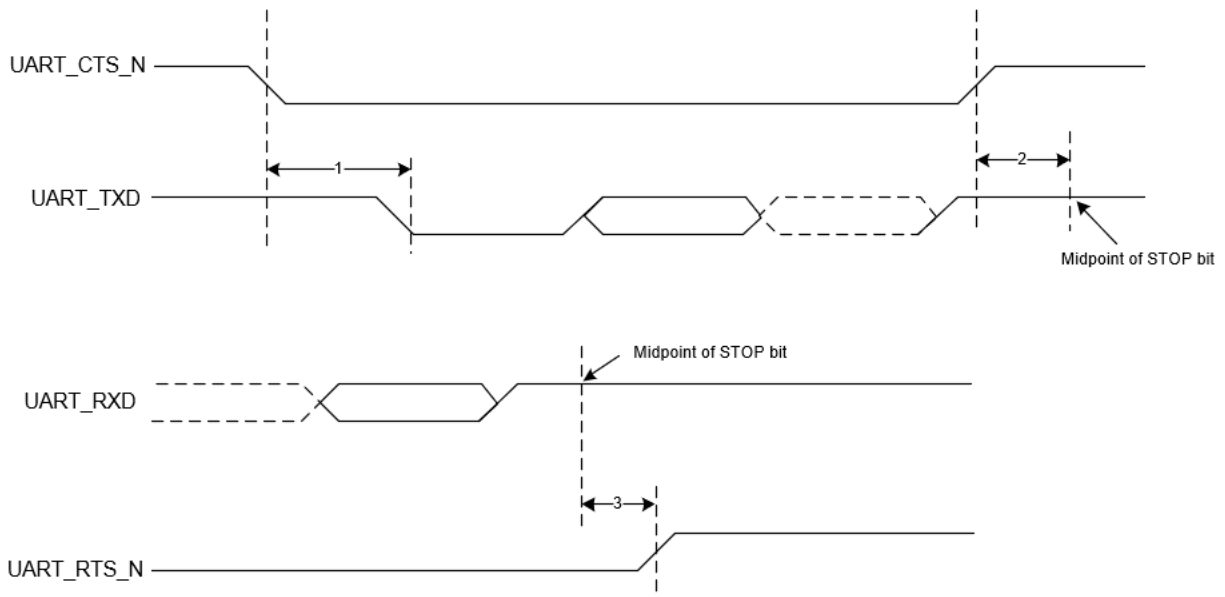 UART_CTS_N
1
2
UART_TXD
Midpoint of STOP bit
Midpoint of STOP bit
UART_RXD
3
UART_RTS_N